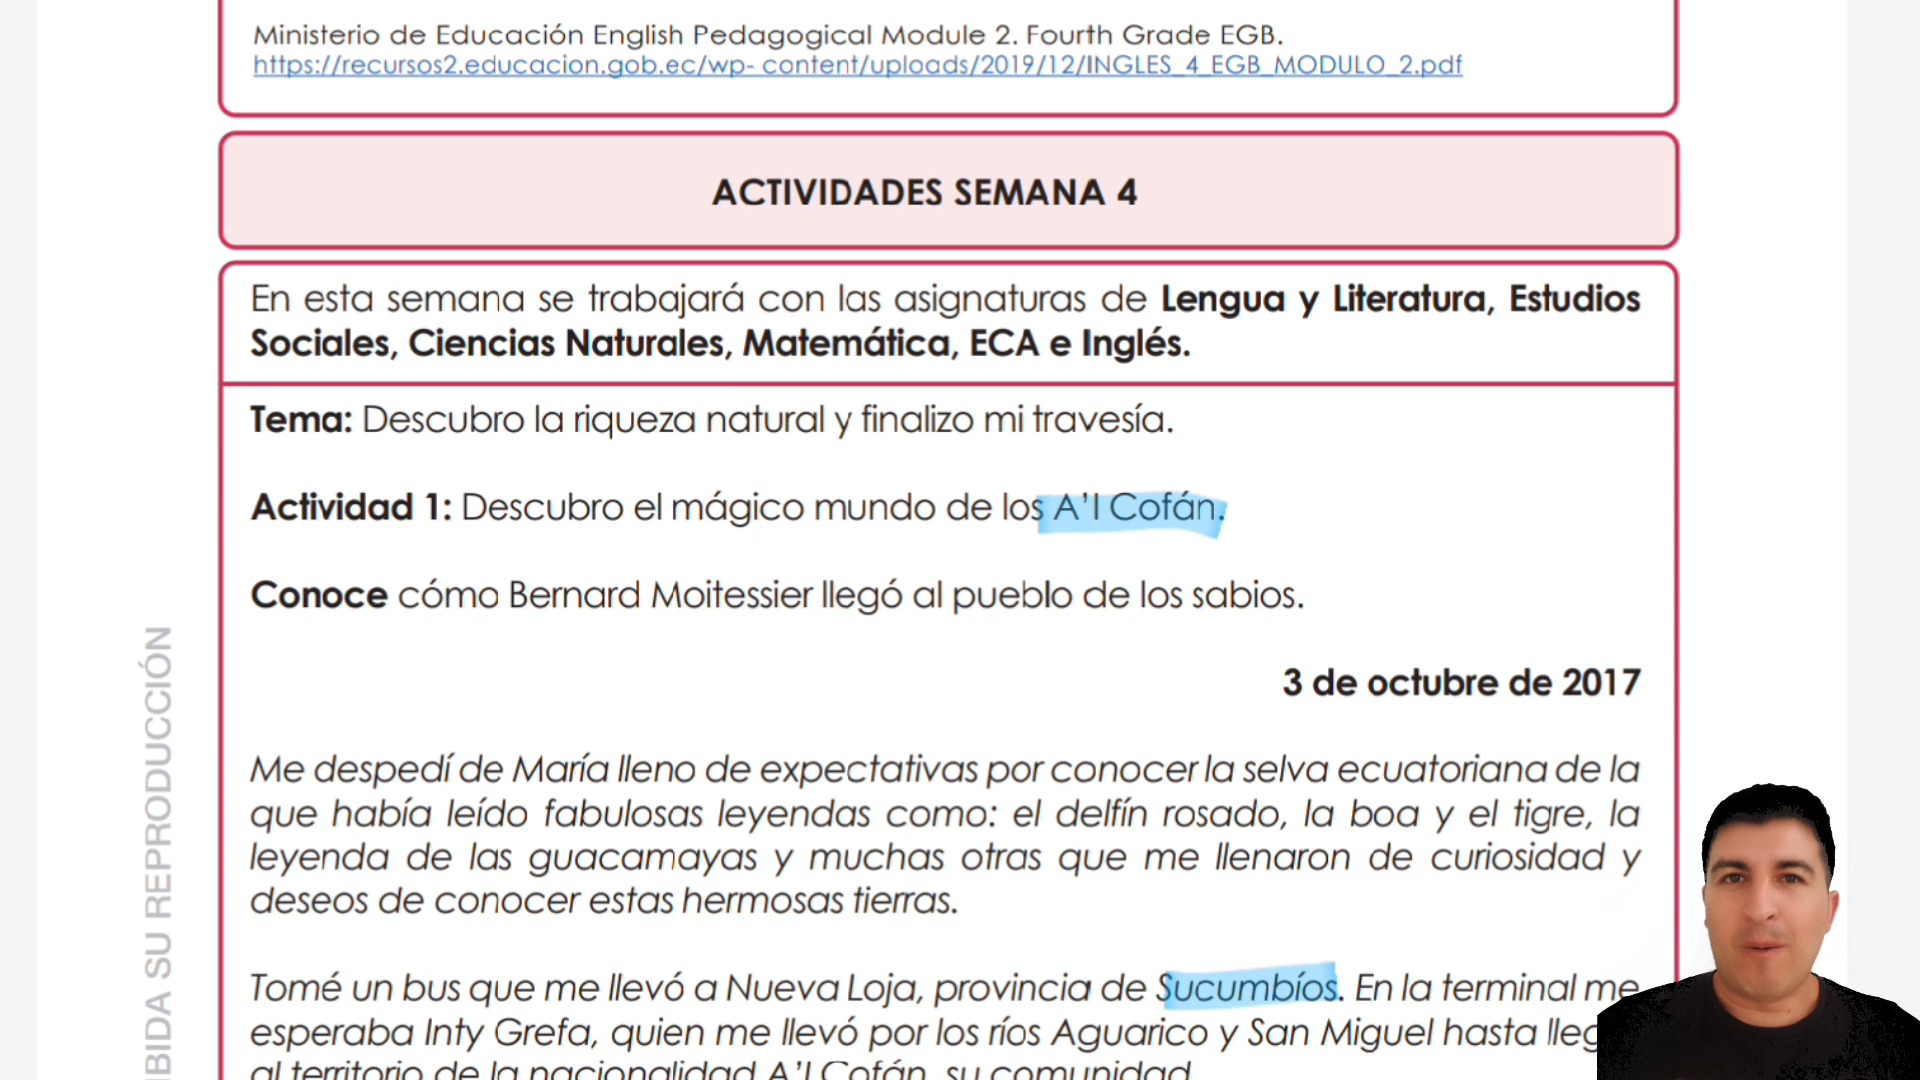 Ministerio de Educación English Pedagogical Module 2. Fourth Grade EGB.
https://recursos2.educacion.gob.ec/wp- content/uploads/2019/12/INGLES_4_EGB_MODULO_2.pdf
ACTIVIDADES SEMANA 4
En esta semana se trabajará con las asignaturas de Lengua y Literatura, Estudios
Sociales, Ciencias Naturales, Matemática, ECA e Inglés.
Tema: Descubro la riqueza natural y finalizo mi travesía.
Actividad 1: Descubro el mágico mundo de los A’I Cofán.
Conoce cómo Bernard Moitessier llegó al pueblo de los sabios.
3 de octubre de 2017
Me despedí de María lleno de expectativas por conocer la selva ecuatoriana de la
que había leído fabulosas leyendas como: el delfín rosado, la boa y el tigre, la
leyenda de las guacamayas y muchas otras que me llenaron de curiosidad y
deseos de conocer estas hermosas tierras.
Tomé un bus que me llevó a Nueva Loja, provincia de Sucumbíos. En la terminal me
esperaba Inty Grefa, quien me llevó por los ríos Aguarico y San Miguel hasta lleg
al territorio de la nacionalidad A’I Cofán, su comunidad.
BIDA SU REPRODUCCIÓN